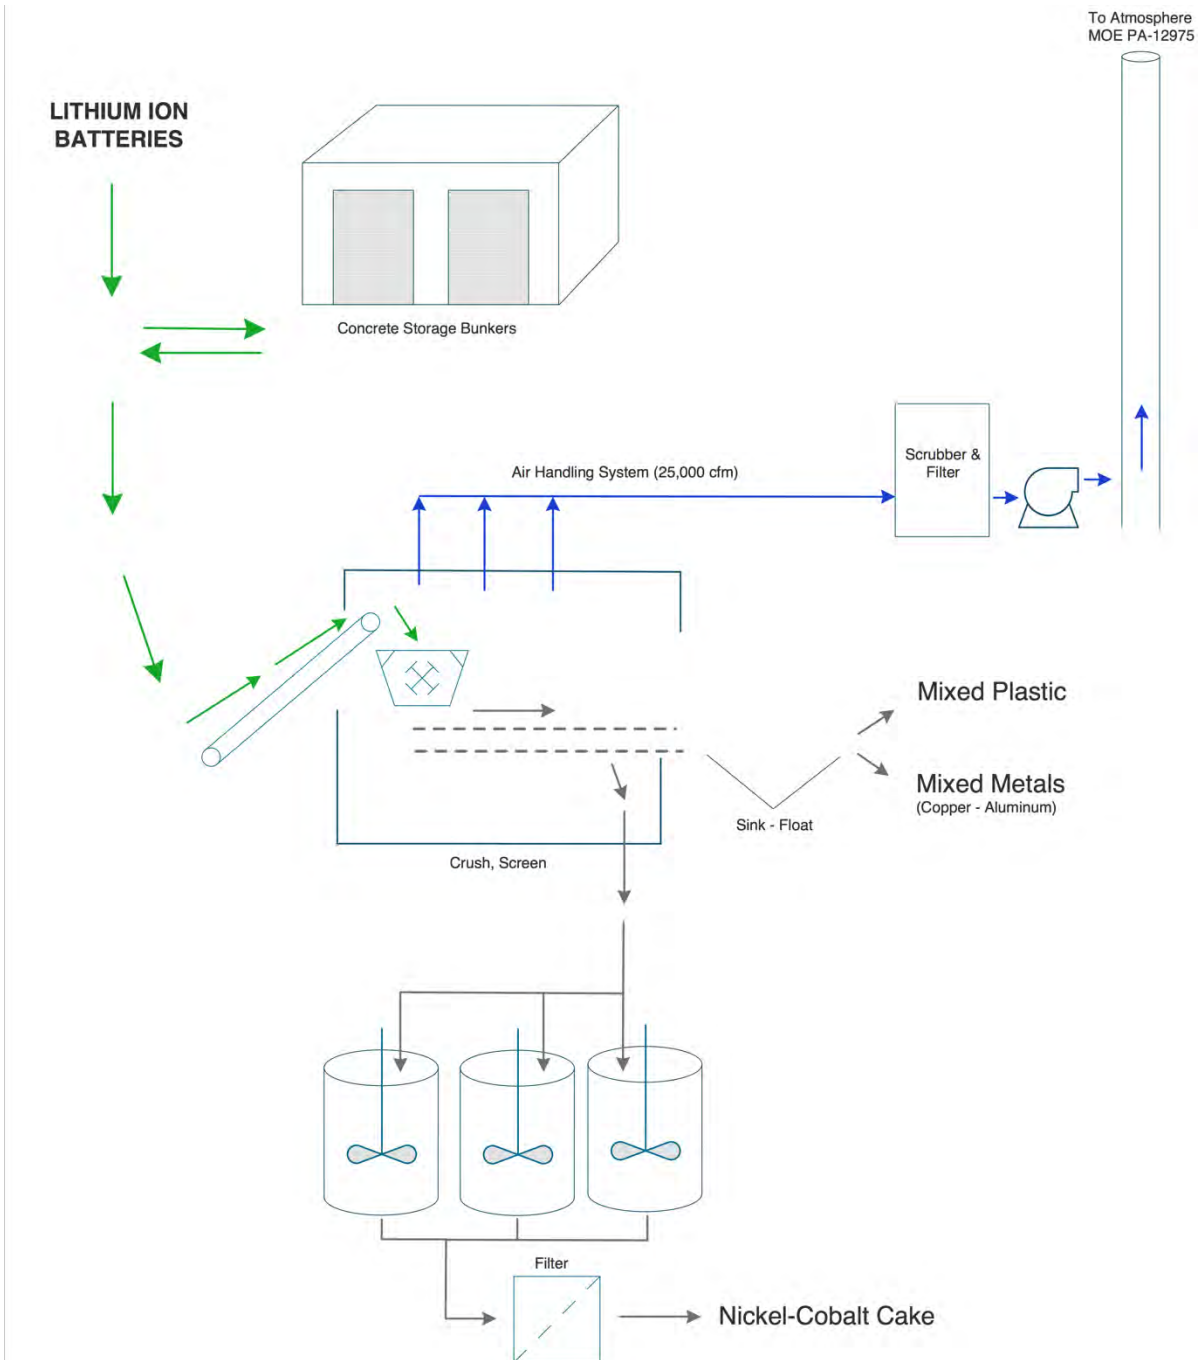 To Atmosphere
MOE PA-12975
LITHIUM ION
BATTERIES
Concrete Storage Bunkers
Air Handling System (25,000 cfm)
Scrubber &
Filter
Mixed Plastic
Mixed Metals
(Copper - Aluminum)
Sink - Float
Crush, Screen
Filter
Nickel-Cobalt Cake